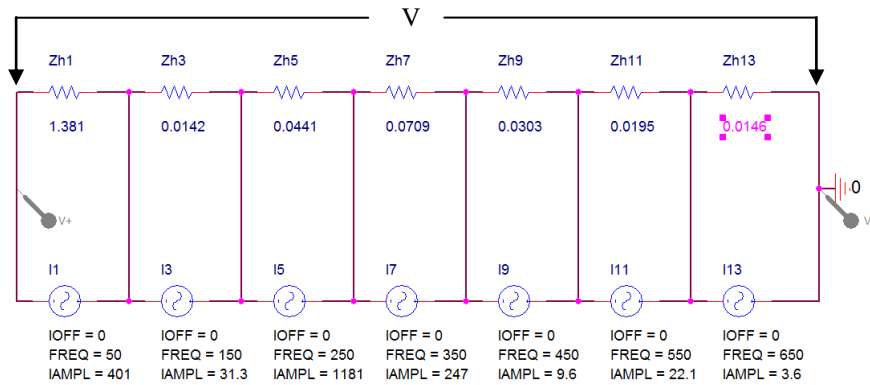 V
Zh1 Zh3 Zh5 Zh7 Zh9 Zh11 Zh13
1.381 0.0142 0.0441 0.0709 0.0303 0.0195 0.0146
0
V+ V
I1 I3 I5 I7 I9 I11 I13
IOFF = 0 IOFF = 0 IOFF = 0 IOFF = 0 IOFF = 0 IOFF = 0 IOFF = 0
FREQ = 50 FREQ = 150 FREQ = 250 FREQ = 350 FREQ = 450 FREQ = 550 FREQ = 650
IAMPL = 401 IAMPL = 31.3 IAMPL = 1181 IAMPL = 247 IAMPL = 9.6 IAMPL = 22.1 IAMPL = 3.6